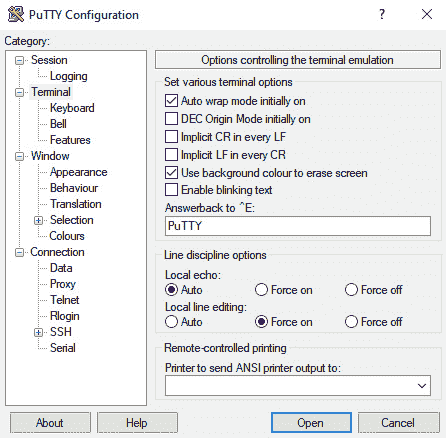 PuTTY Configuration
?
Category:
Session
Logging
Terminal
Keyboard
Bell
Features
Window
Appearance
Behaviour
Translation
Selection
Colours
Connection
Data
Proxy
Telnet
Rlogin
SSH
Serial
Options controlling the terminal emulation
Set various terminal options
Auto wrap mode initially on
DEC Origin Mode initially on
Implicit CR in every LF
Implicit LF in every CR
Use background colour to erase screen
Enable blinking text
Answerback to ^E:
PuTTY
Line discipline options
Local echo:
Auto Force on Force off
Local line editing:
Auto Force on Force off
Remote-controlled printing
Printer to send ANSI printer output to:
About Help Open Cancel